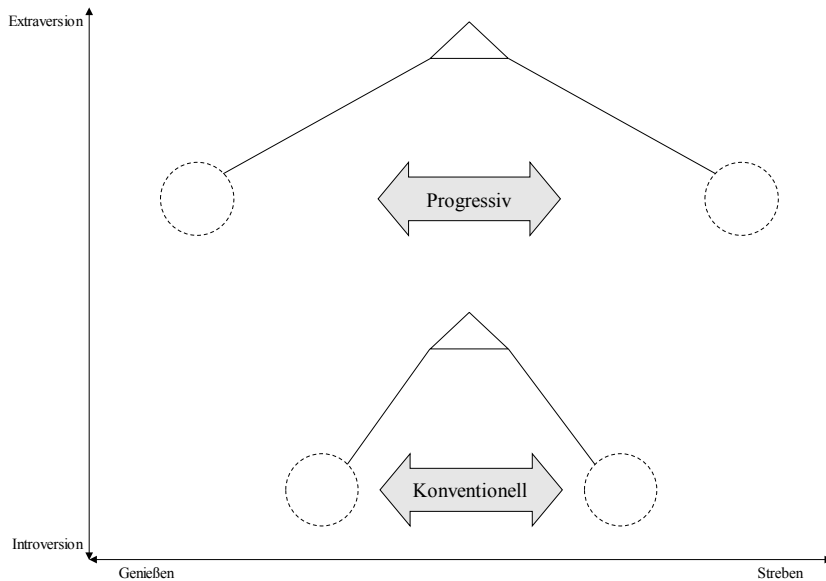 Extraversion
Progressiv
Konventionell
Introversion
Genießen
Streben